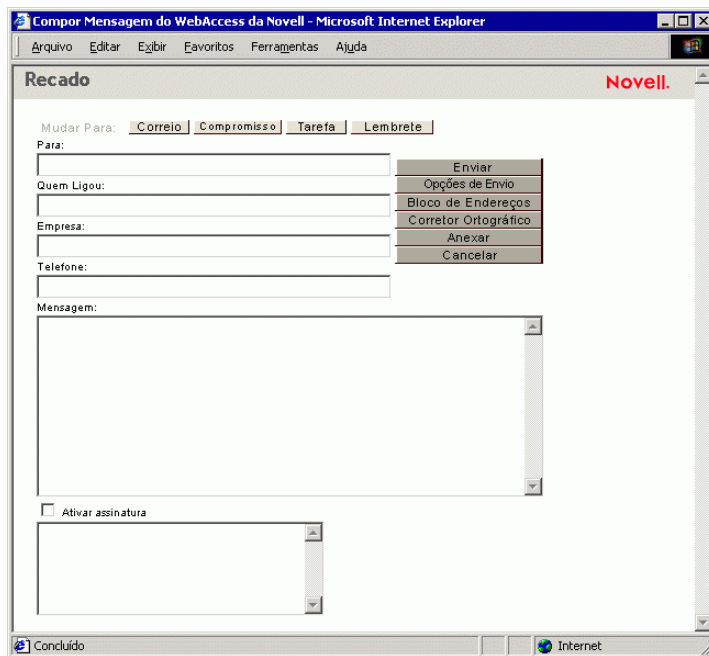 Compor Mensagem do WebAccess da Novell - Microsoft Internet Explorer
Arquivo Editar Exibir Favoritos Ferramentas Ajuda
Recado
Novell.
Mudar Para: Correio Compromisso Tarefa Lembrete
Para:
Enviar
Quem Ligou:
Opções de Envio
Bloco de Endereços
Empresa:
Corretor Ortográfico
Anexar
Cancelar
Telefone:
Mensagem:
Ativar assinatura
Concluído
Internet